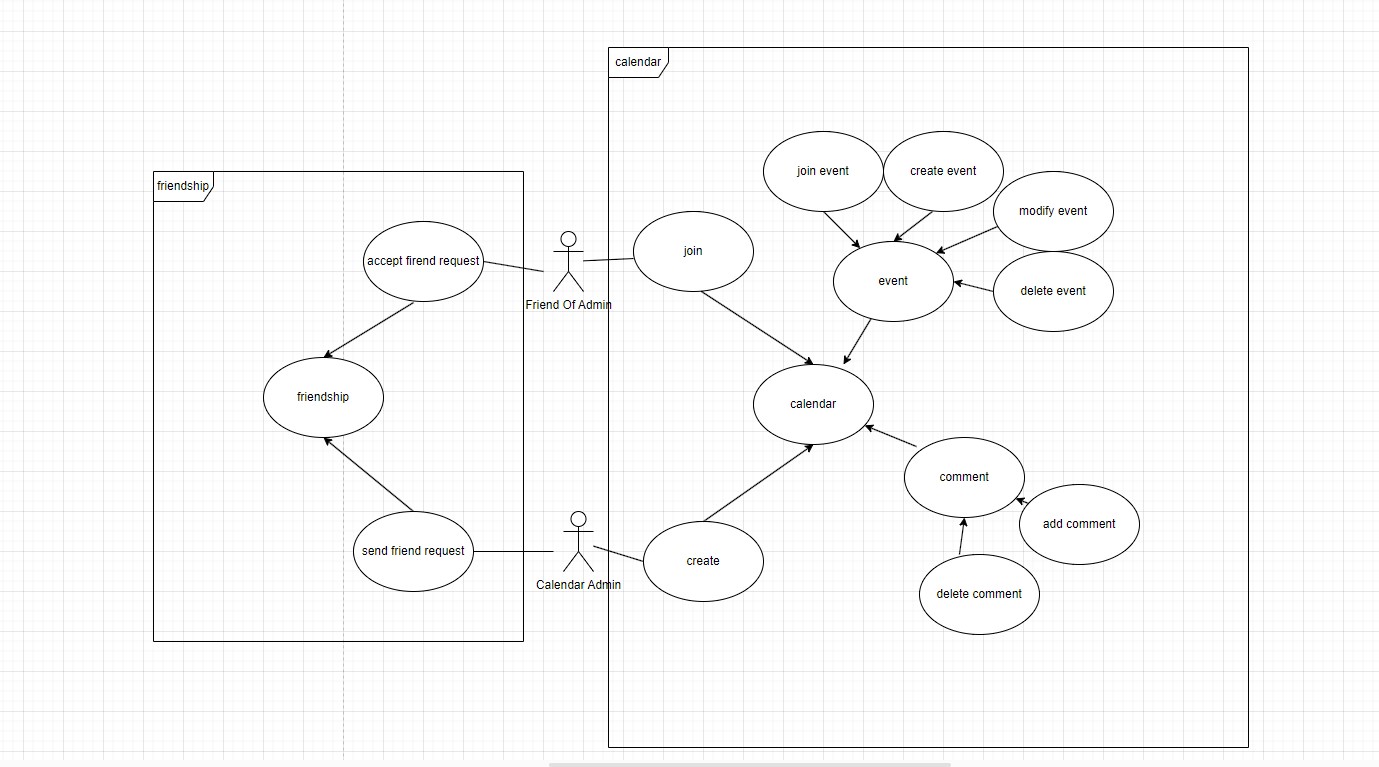 calendar
join event
create event
friendship
modify event
join
accept firend request
event
delete event
Friend Of Admin
friendship
calendar
comment
add comment
send friend request
create
Calendar Admin
delete comment